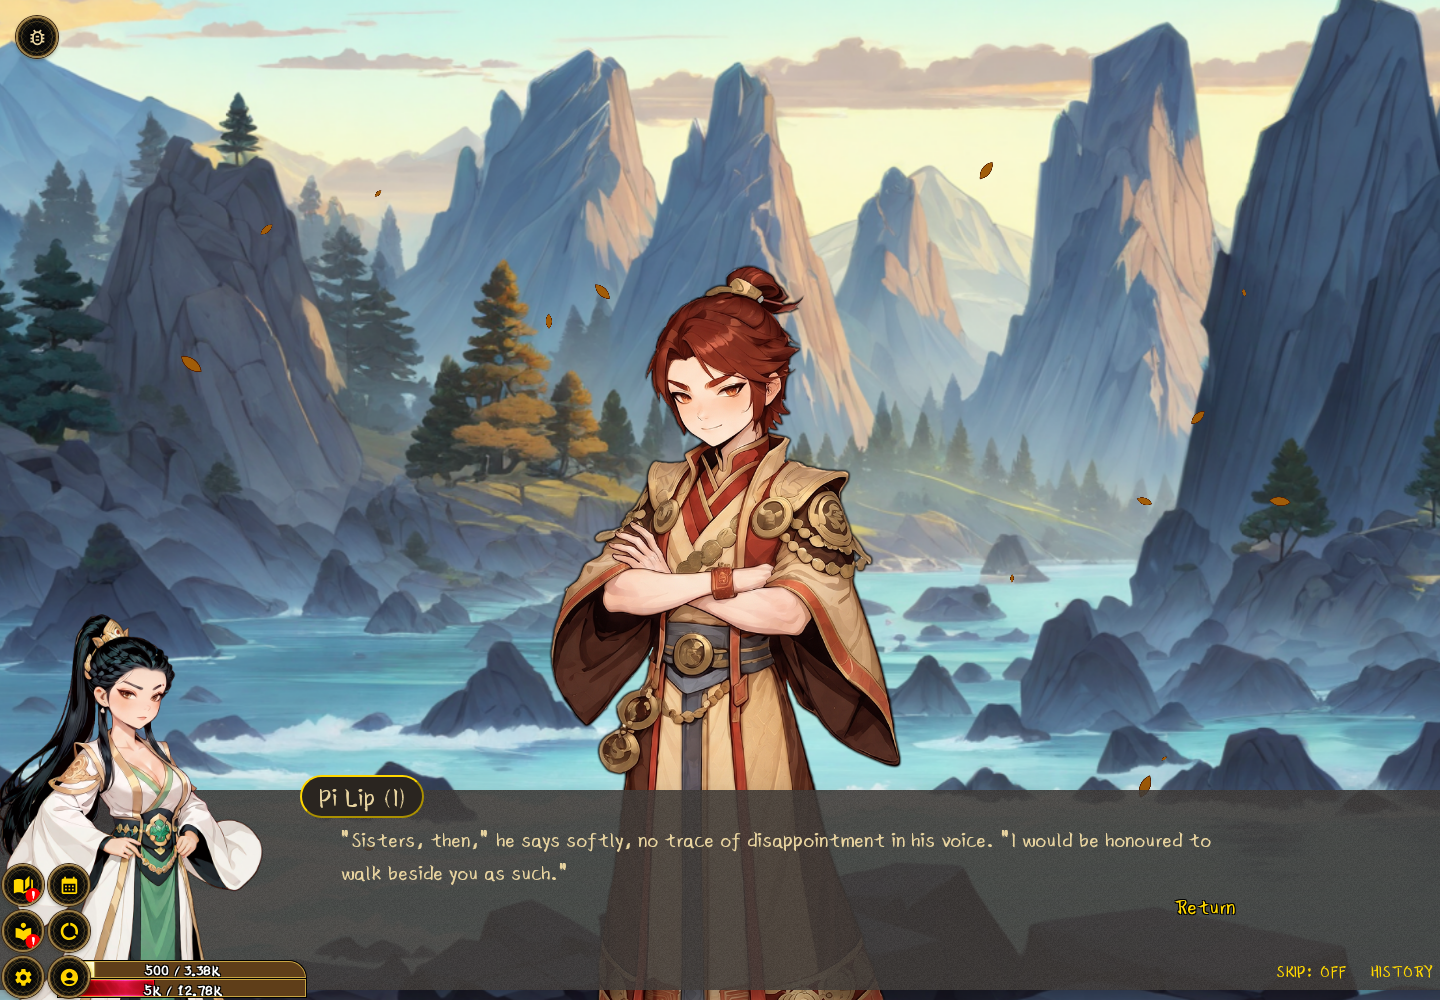 Pi Lip (1)
"Sisters, then," he says softly, no trace of disappointment in his voice. "I would be honoured to
walk beside you as such."
Return
500 / 3.38K
5K / 12.78K
SKIP: OFF HISTORY